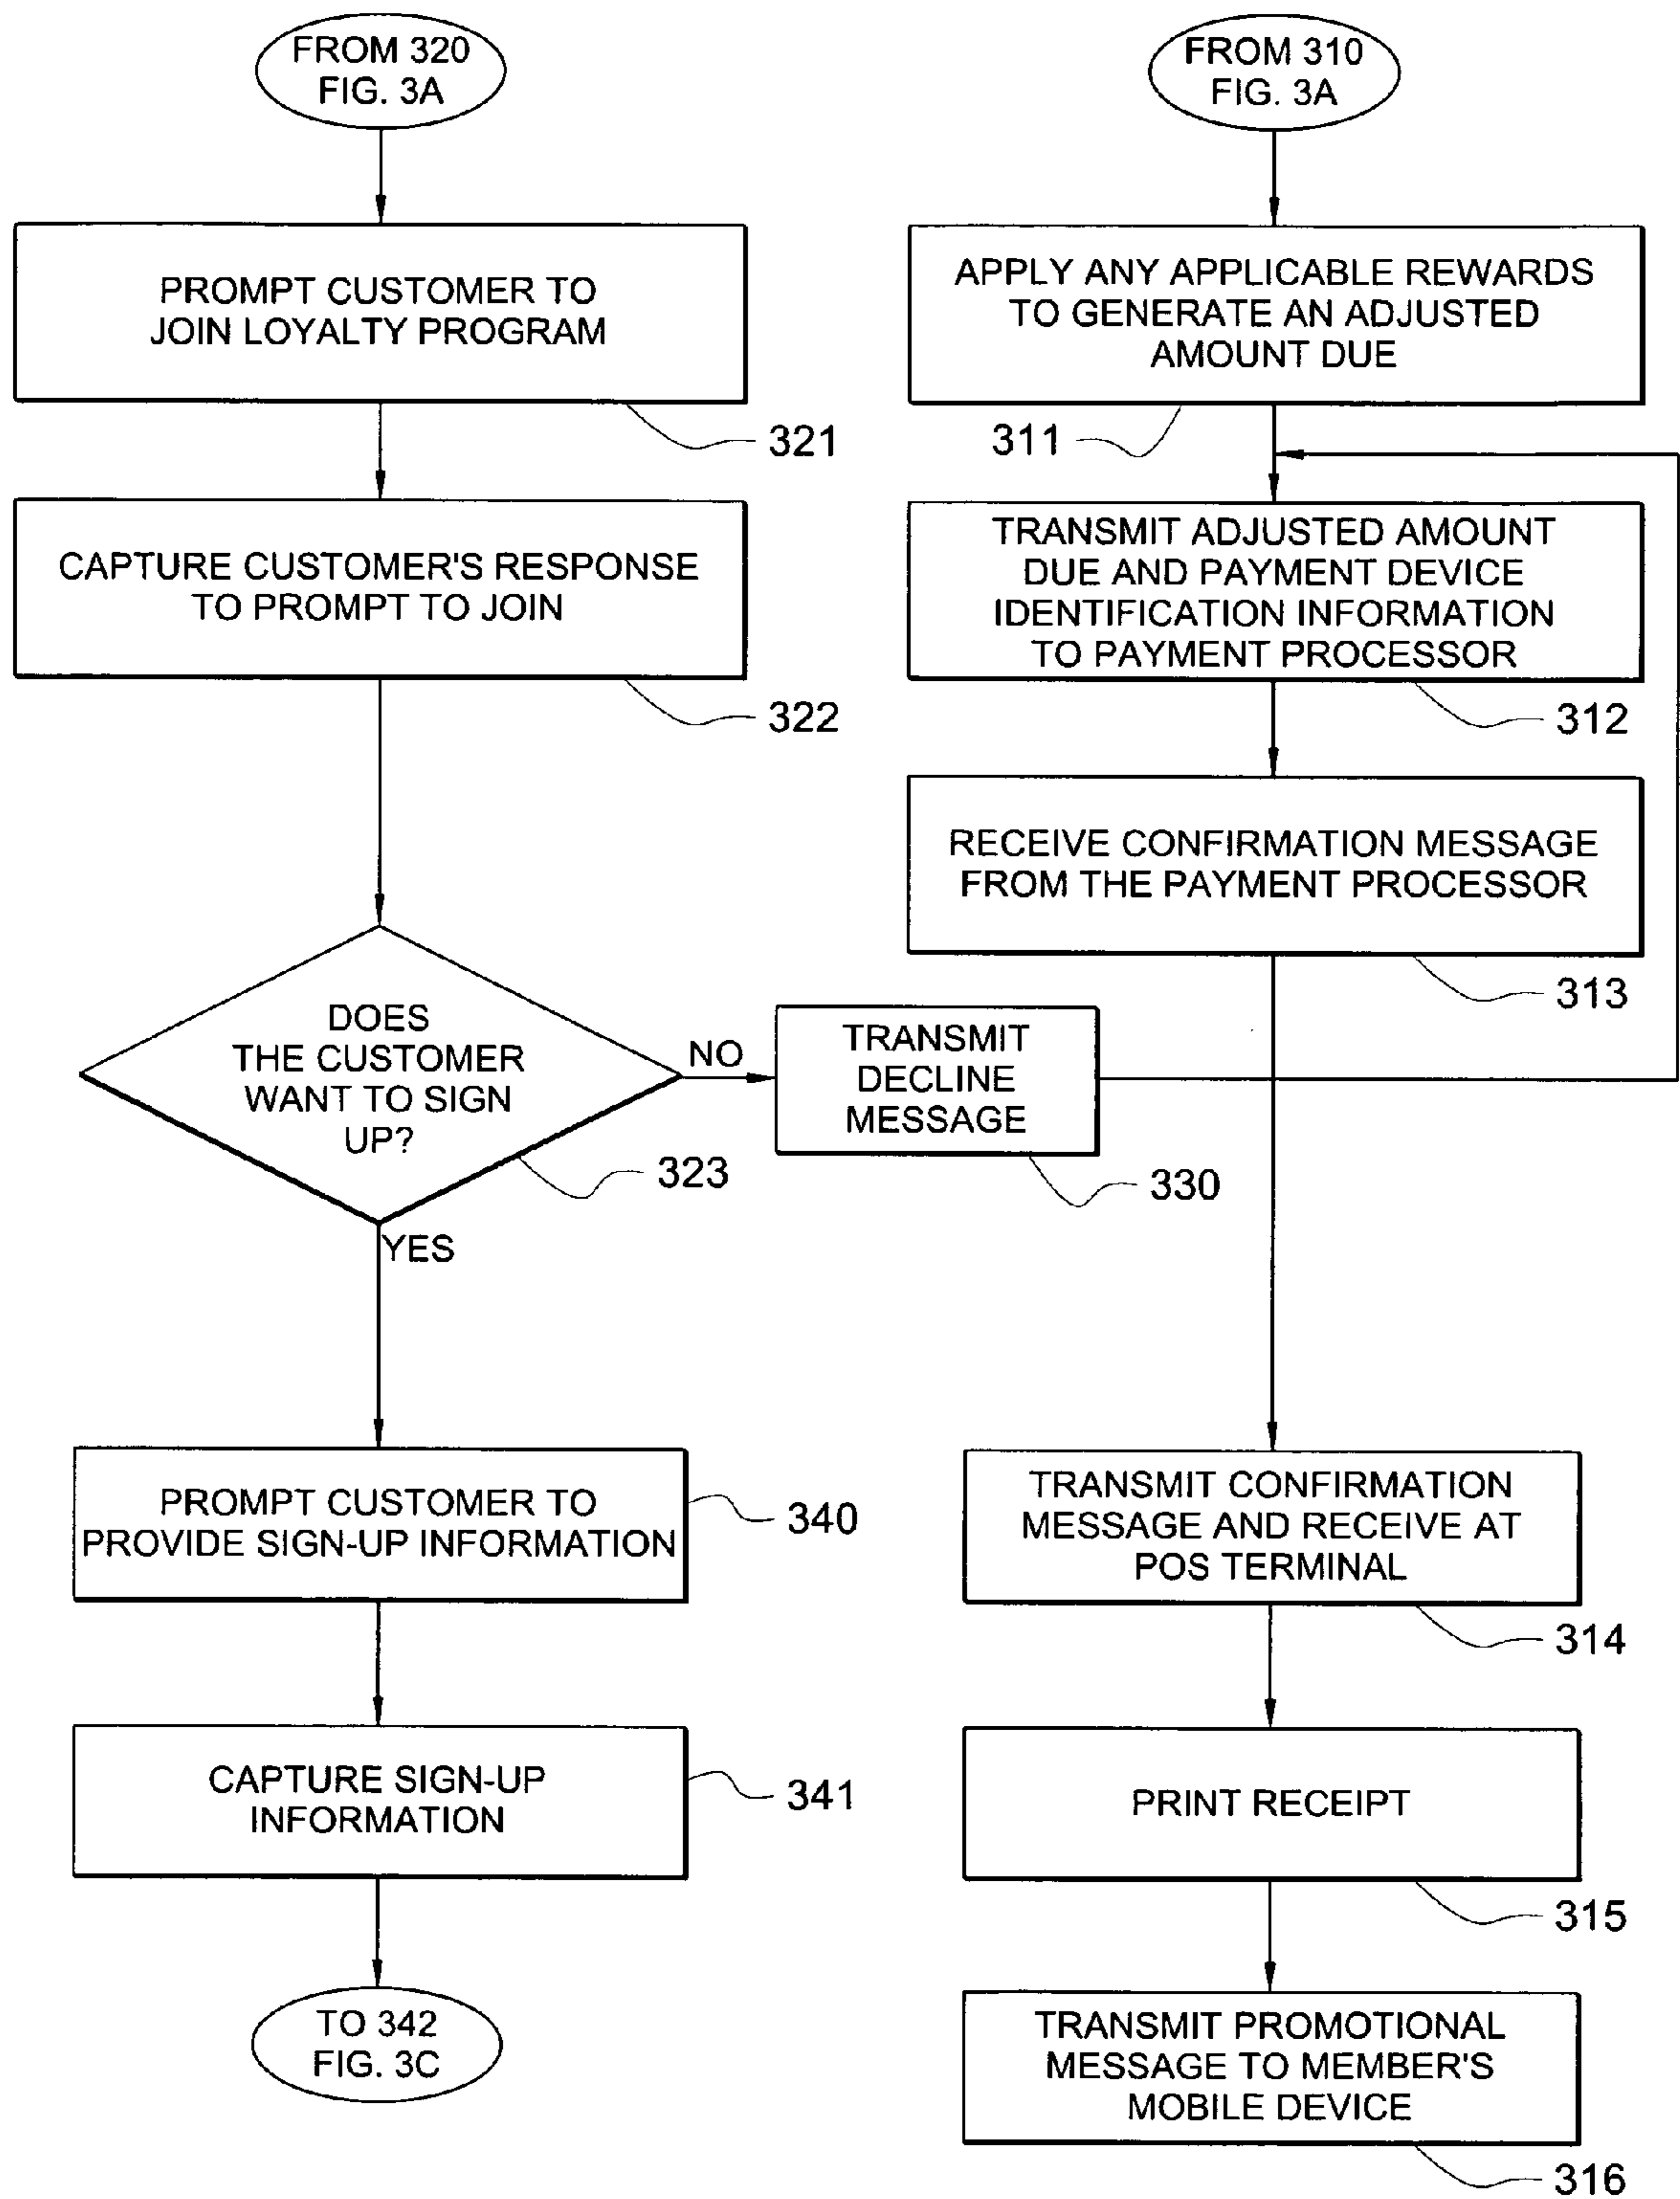 FROM 320
FIG. 3A
PROMPT CUSTOMER TO
JOIN LOYALTY PROGRAM
321
CAPTURE CUSTOMER'S RESPONSE
TO PROMPT TO JOIN
322
DOES
THE CUSTOMER
WANT TO SIGN
UP?
323
NO
TRANSMIT
DECLINE
MESSAGE
330
YES
PROMPT CUSTOMER TO
PROVIDE SIGN-UP INFORMATION
340
CAPTURE SIGN-UP
INFORMATION
341
TO 342
FIG. 3C
FROM 310
FIG. 3A
APPLY ANY APPLICABLE REWARDS
TO GENERATE AN ADJUSTED
AMOUNT DUE
311
TRANSMIT ADJUSTED AMOUNT
DUE AND PAYMENT DEVICE
IDENTIFICATION INFORMATION
TO PAYMENT PROCESSOR
312
RECEIVE CONFIRMATION MESSAGE
FROM THE PAYMENT PROCESSOR
313
TRANSMIT CONFIRMATION
MESSAGE AND RECEIVE AT
POS TERMINAL
314
PRINT RECEIPT
315
TRANSMIT PROMOTIONAL
MESSAGE TO MEMBER'S
MOBILE DEVICE
316